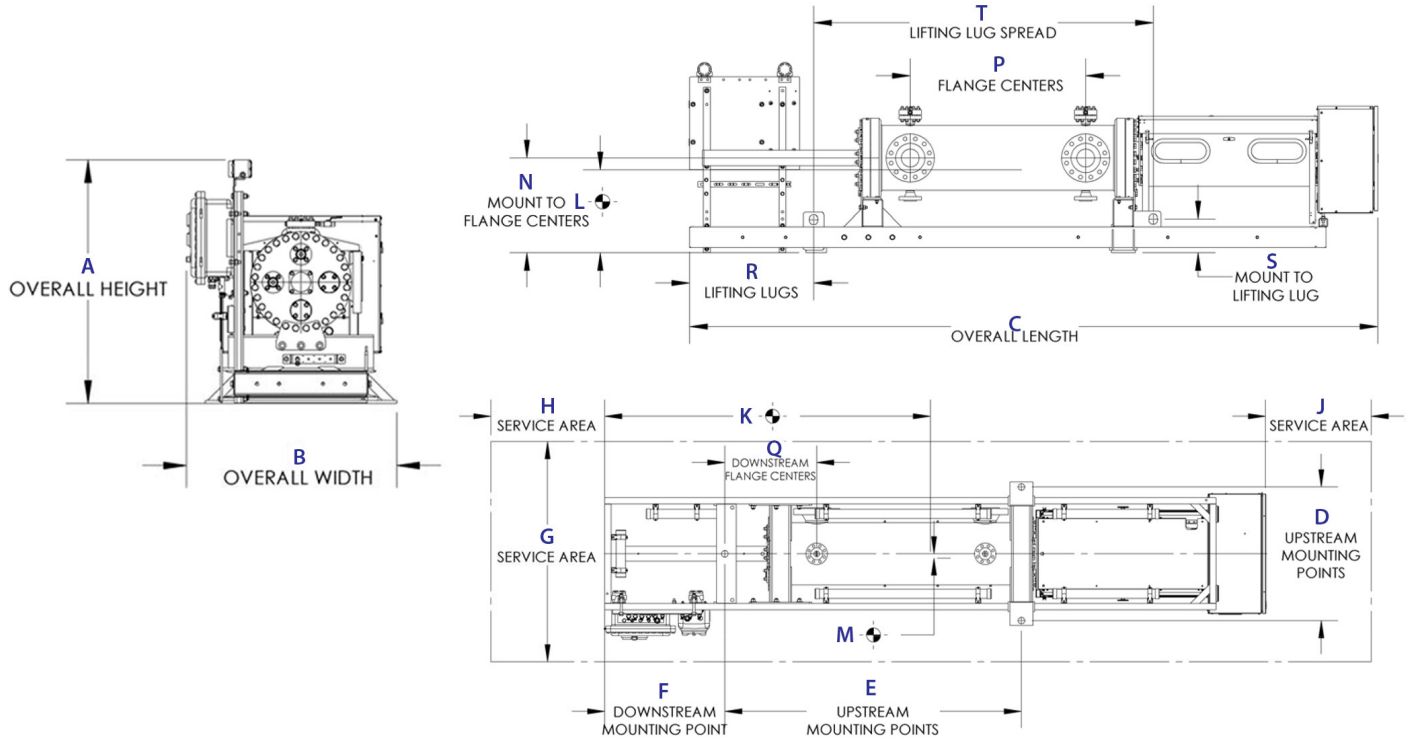 T
LIFTING LUG SPREAD
P
FLANGE CENTERS
N
MOUNT TO
FLANGE CENTERS
L
A
OVERALL HEIGHT
R
LIFTING LUGS
S
MOUNT TO
LIFTING LUG
C
OVERALL LENGTH
B
OVERALL WIDTH
H
SERVICE AREA
K
J
SERVICE AREA
Q
DOWNSTREAM
FLANGE CENTERS
G
SERVICE AREA
D
UPSTREAM
MOUNTING
POINTS
M
F
DOWNSTREAM
MOUNTING POINT
E
UPSTREAM
MOUNTING POINTS